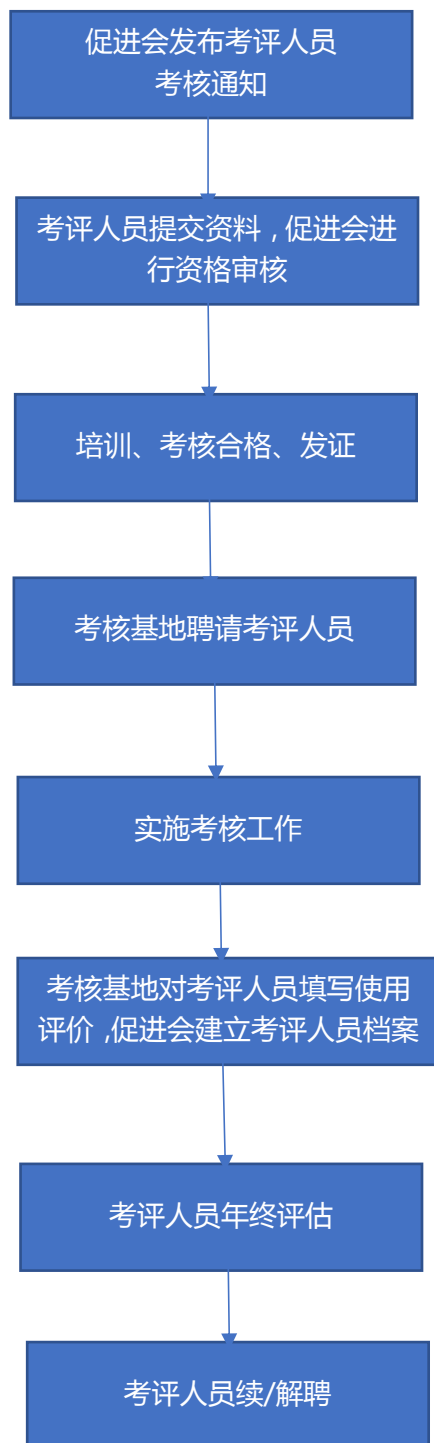 促进会发布考评人员
考核通知
考评人员提交资料，促进会进
行资格审核
培训、考核合格、发证
考核基地聘请考评人员
实施考核工作
考核基地对考评人员填写使用
评价，促进会建立考评人员档案
考评人员年终评估
考评人员续/解聘